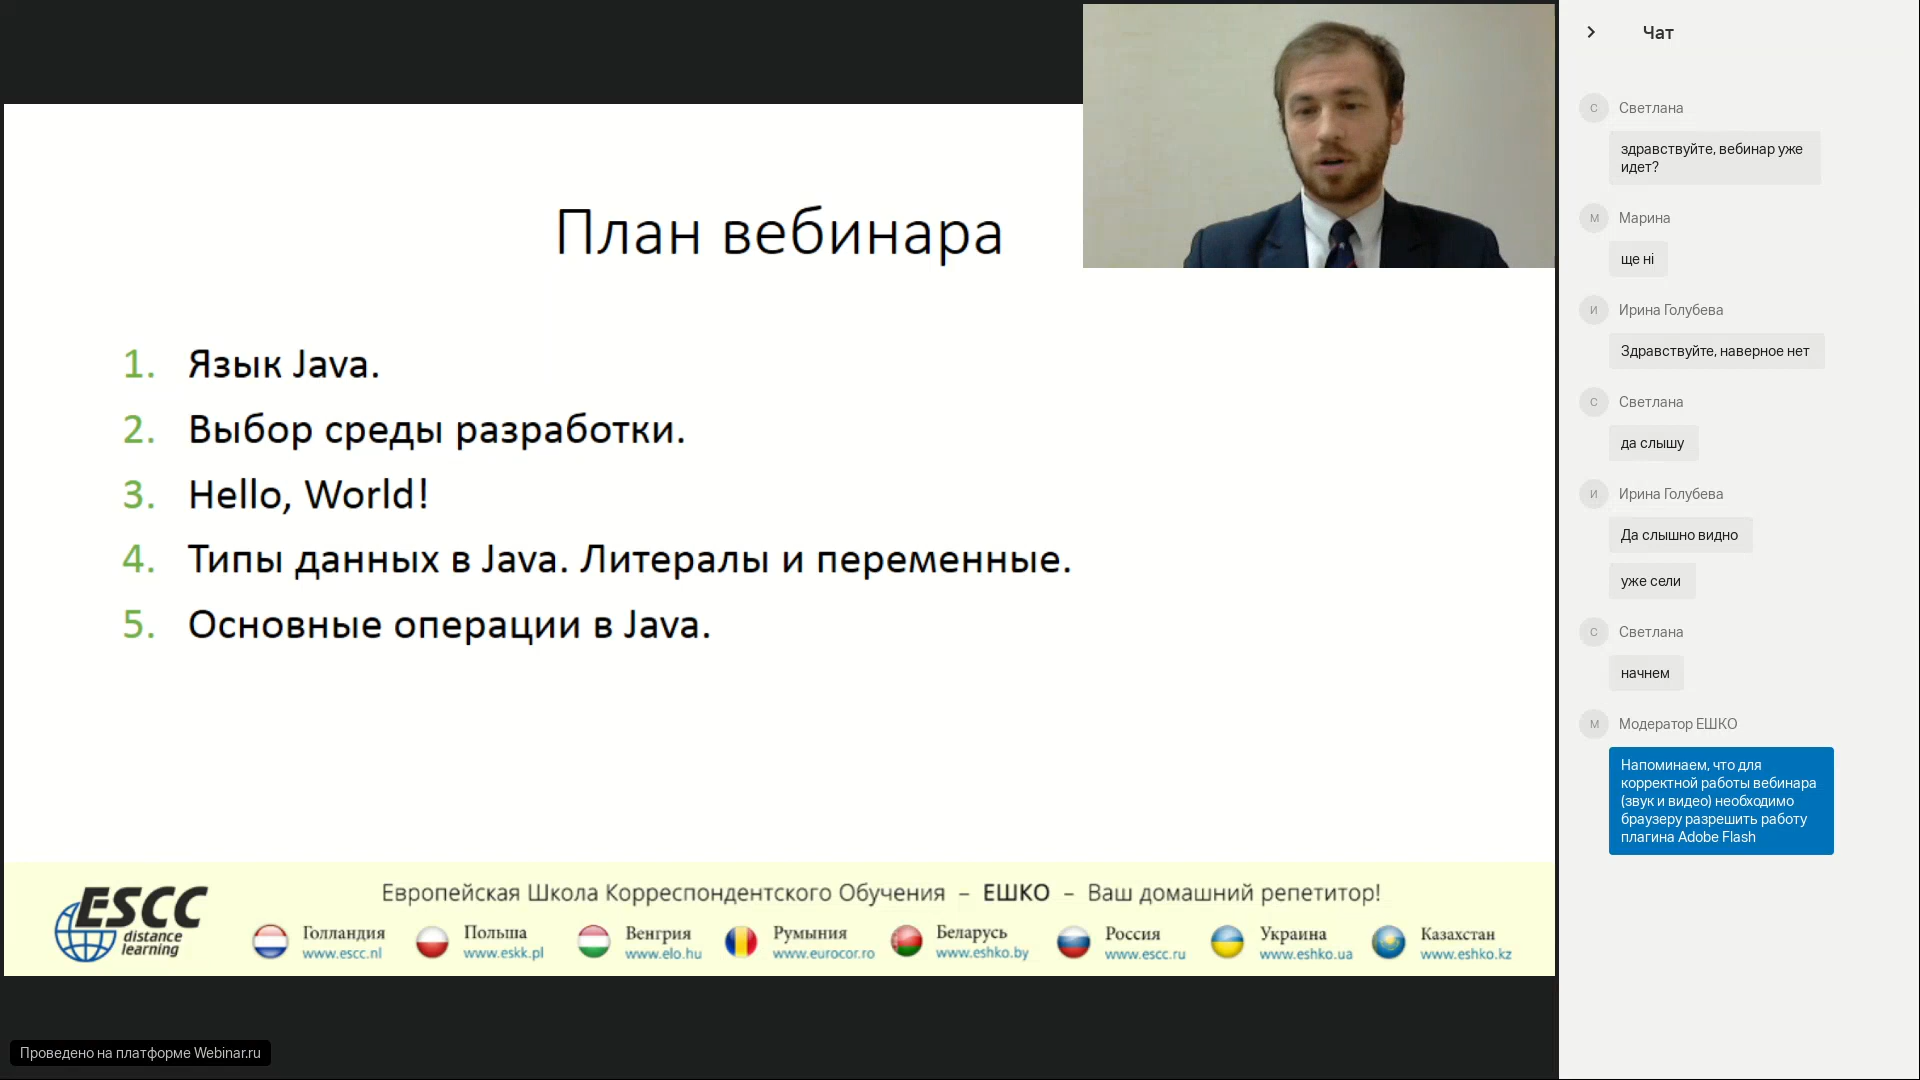 План вебинара
1. Язык Java.
2. Выбор среды разработки.
3. Hello, World!
4. Типы данных в Java. Литералы и переменные.
5. Основные операции в Java.
ESCC
distance
learning
Европейская Школа Корреспондентского Обучения – ЕШКО – Ваш домашний репетитор!
Голландия
www.escc.nl
Польша
www.eskk.pl
Венгрия
www.elo.hu
Румыния
www.eurocor.ro
Беларусь
www.eshko.by
Россия
www.escc.ru
Украина
www.eshko.ua
Казахстан
www.eshko.kz
Проведено на платформе Webinar.ru
Чат
С Светлана
здравствуйте, вебинар уже
идет?
М Марина
ще ні
И Ирина Голубева
Здравствуйте, наверное нет
С Светлана
да слышу
И Ирина Голубева
Да слышно видно
уже сели
С Светлана
начнем
М Модератор ЕШКО
Напоминаем, что для
корректной работы вебинара
(звук и видео) необходимо
браузеру разрешить работу
плагина Adobe Flash